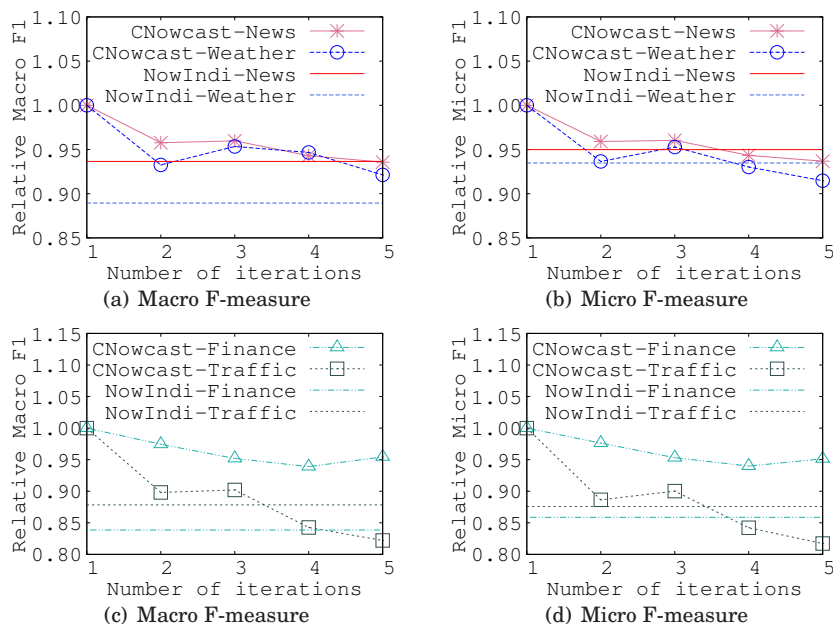 1.10
1.05
1.00
0.95
0.90
0.85
Relative Macro F1
CNowcast-News
CNowcast-Weather
NowIndi-News
NowIndi-Weather
1 2 3 4 5
Number of iterations
(a) Macro F-measure
1.10
1.05
1.00
0.95
0.90
0.85
Relative Micro F1
CNowcast-News
CNowcast-Weather
NowIndi-News
NowIndi-Weather
1 2 3 4 5
Number of iterations
(b) Micro F-measure
1.15
1.10
1.05
1.00
0.95
0.90
0.85
0.80
Relative Macro F1
CNowcast-Finance
CNowcast-Traffic
NowIndi-Finance
NowIndi-Traffic
1 2 3 4 5
Number of iterations
(c) Macro F-measure
1.15
1.10
1.05
1.00
0.95
0.90
0.85
0.80
Relative Micro F1
CNowcast-Finance
CNowcast-Traffic
NowIndi-Finance
NowIndi-Traffic
1 2 3 4 5
Number of iterations
(d) Micro F-measure